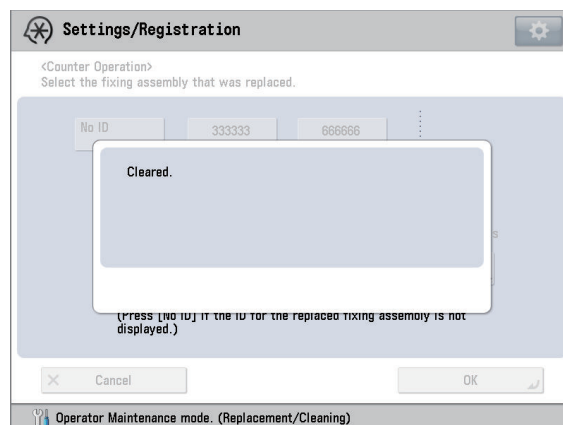 Settings/Registration
<Counter Operation>
Select the fixing assembly that was replaced.
No ID
333333
666666
Cleared.
s
(Press [No ID] if the ID for the replaced fixing assembly is not
displayed.)
Cancel
OK
Operator Maintenance mode. (Replacement/Cleaning)